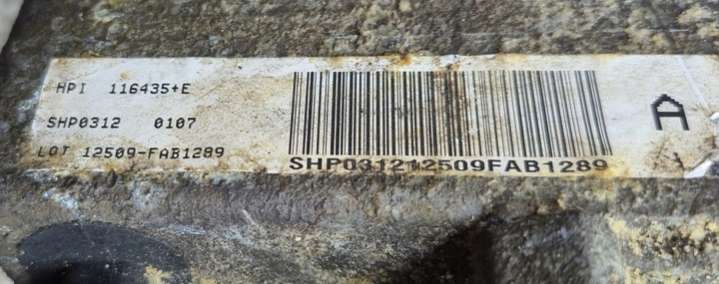 HPI 116435+E
SHP0312 0107
LOT 12509-FAB1289
SHP031212509FAB1289
A